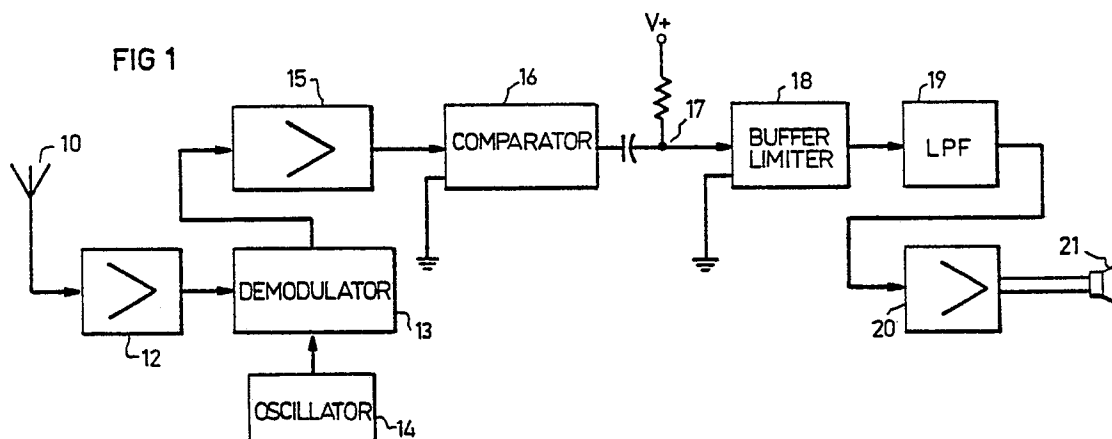 FIG 1
V+
15
16
17
18
19
COMPARATOR
BUFFER
LIMITER
LPF
10
12
DEMODULATOR
13
OSCILLATOR
14
20
21